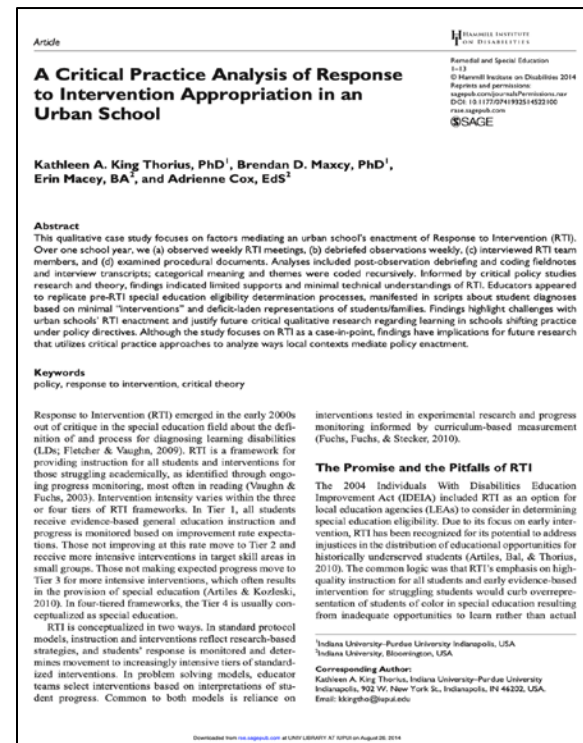 Article
HAMMILL INSTITUTE
ON DISABILITIES
A Critical Practice Analysis of Response
to Intervention Appropriation in an
Urban School
Remedial and Special Education
1–13
© Hammill Institute on Disabilities 2014
Reprints and permissions:
sagepub.com/journalsPermissions.nav
DOI: 10.1177/0741932514522100
rase.sagepub.com
SAGE
Kathleen A. King Thorius, PhD¹, Brendan D. Maxcy, PhD¹,
Erin Macey, BA², and Adrienne Cox, EdS²
Abstract
This qualitative case study focuses on factors mediating an urban school's enactment of Response to Intervention (RTI).
Over one school year, we (a) observed weekly RTI meetings, (b) debriefed observations weekly, (c) interviewed RTI team
members, and (d) examined procedural documents. Analyses included post-observation debriefing and coding fieldnotes
and interview transcripts; categorical meaning and themes were coded recursively. Informed by critical policy studies
research and theory, findings indicated limited supports and minimal technical understandings of RTI. Educators appeared
to replicate pre-RTI special education eligibility determination processes, manifested in scripts about student diagnoses
based on minimal "interventions" and deficit-laden representations of students/families. Findings highlight challenges with
urban schools' RTI enactment and justify future critical qualitative research regarding learning in schools shifting practice
under policy directives. Although the study focuses on RTI as a case-in-point, findings have implications for future research
that utilizes critical practice approaches to analyze ways local contexts mediate policy enactment.
Keywords
policy, response to intervention, critical theory
Response to Intervention (RTI) emerged in the early 2000s
out of critique in the special education field about the defi-
nition of and process for diagnosing learning disabilities
(LDs; Fletcher & Vaughn, 2009). RTI is a framework for
providing instruction for all students and interventions for
those struggling academically, as identified through ongo-
ing progress monitoring, most often in reading (Vaughn &
Fuchs, 2003). Intervention intensity varies within the three
or four tiers of RTI frameworks. In Tier 1, all students
receive evidence-based general education instruction and
progress is monitored based on improvement rate expecta-
tions. Those not improving at this rate move to Tier 2 and
receive more intensive interventions in target skill areas in
small groups. Those not making expected progress move to
Tier 3 for more intensive interventions, which often results
in the provision of special education (Artiles & Kozleski,
2010). In four-tiered frameworks, the Tier 4 is usually con-
ceptualized as special education.
RTI is conceptualized in two ways. In standard protocol
models, instruction and interventions reflect research-based
strategies, and students' response is monitored and deter-
mines movement to increasingly intensive tiers of standard-
ized interventions. In problem solving models, educator
teams select interventions based on interpretations of stu-
dent progress. Common to both models is reliance on
interventions tested in experimental research and progress
monitoring informed by curriculum-based measurement
(Fuchs, Fuchs, & Stecker, 2010).
The Promise and the Pitfalls of RTI
The 2004 Individuals With Disabilities Education
Improvement Act (IDEIA) included RTI as an option for
local education agencies (LEAs) to consider in determining
special education eligibility. Due to its focus on early inter-
vention, RTI has been recognized for its potential to address
injustices in the distribution of educational opportunities for
historically underserved students (Artiles, Bal, & Thorius,
2010). The common logic was that RTI's emphasis on high-
quality instruction for all students and early evidence-based
intervention for struggling students would curb overrepre-
sentation of students of color in special education resulting
from inadequate opportunities to learn rather than actual
¹Indiana University–Purdue University Indianapolis, USA
²Indiana University, Bloomington, USA
Corresponding Author:
Kathleen A. King Thorius, Indiana University–Purdue University
Indianapolis, 902 W. New York St., Indianapolis, IN 46202, USA.
Email: kkingtho@iupui.edu
Downloaded from rse.sagepub.com at UNIV LIBRARY AT IUPUI on August 26, 2014